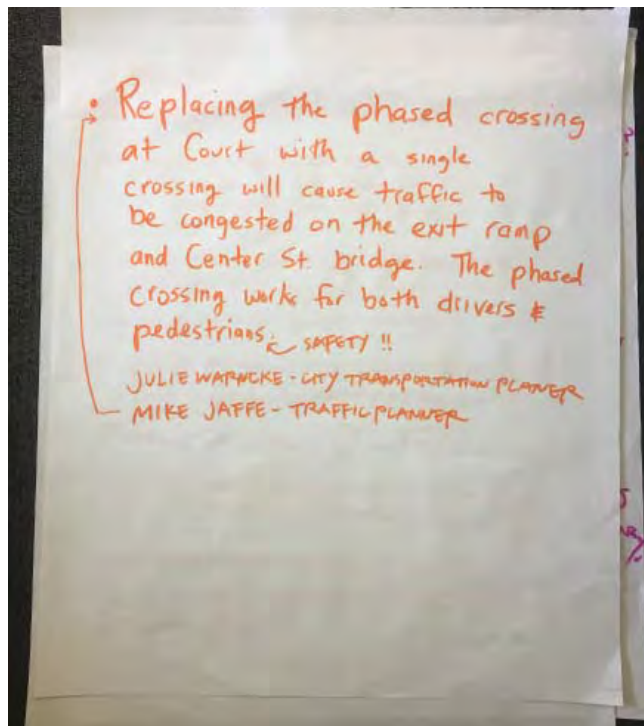 • Replacing the phased crossing
at Court with a single
crossing will cause traffic to
be congested on the exit ramp
and Center St. bridge. The phased
crossing works for both drivers &
pedestrians. SAFETY !!
JULIE WARNCKE - CITY TRANSPORTATION PLANER
MIKE JAFFE - TRAFFIC PLANNER